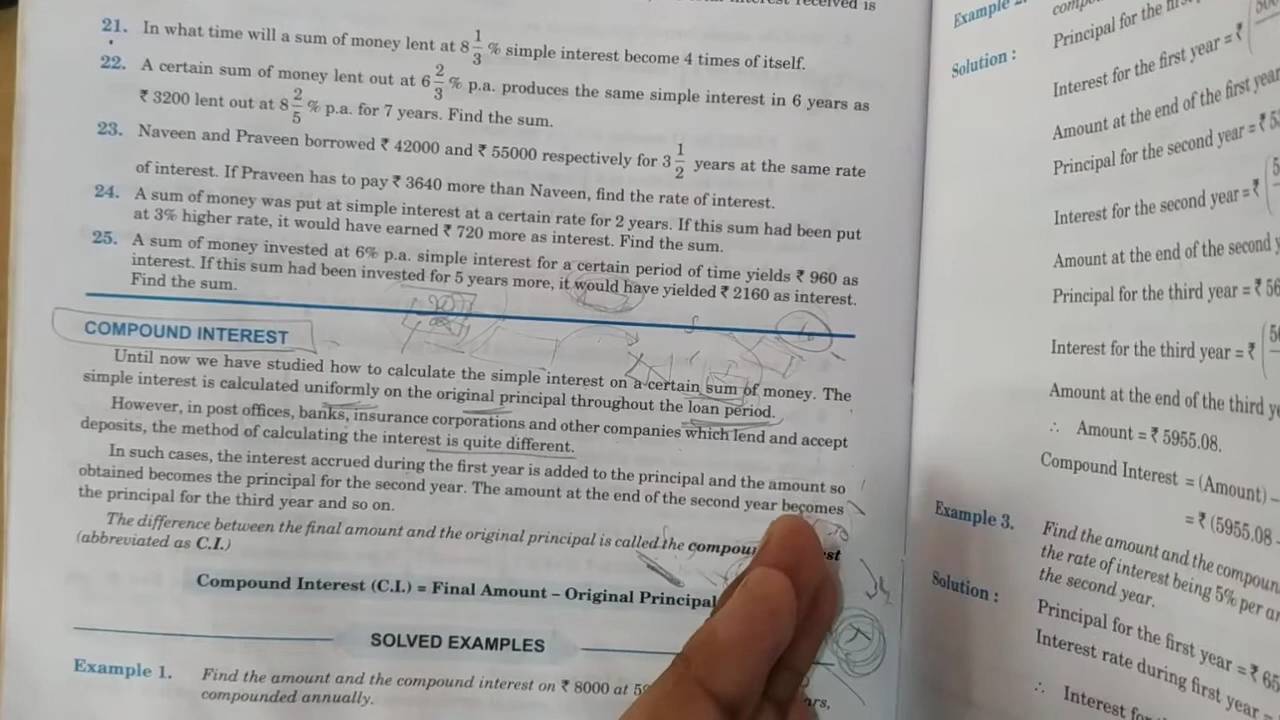 received is
21. In what time will a sum of money lent at 8 1/3 % simple interest become 4 times of itself.
22. A certain sum of money lent out at 6 2/3 % p.a. produces the same simple interest in 6 years as
₹ 3200 lent out at 8 2/5 % p.a. for 7 years. Find the sum.
23. Naveen and Praveen borrowed ₹ 42000 and ₹ 55000 respectively for 3 1/2 years at the same rate
of interest. If Praveen has to pay ₹ 3640 more than Naveen, find the rate of interest.
24. A sum of money was put at simple interest at a certain rate for 2 years. If this sum had been put
at 3% higher rate, it would have earned ₹ 720 more as interest. Find the sum.
25. A sum of money invested at 6% p.a. simple interest for a certain period of time yields ₹ 960 as
interest. If this sum had been invested for 5 years more, it would have yielded ₹ 2160 as interest.
Find the sum.
COMPOUND INTEREST
Until now we have studied how to calculate the simple interest on a certain sum of money. The
simple interest is calculated uniformly on the original principal throughout the loan period.
However, in post offices, banks, insurance corporations and other companies which lend and accept
deposits, the method of calculating the interest is quite different.
In such cases, the interest accrued during the first year is added to the principal and the amount so
obtained becomes the principal for the second year. The amount at the end of the second year becomes
the principal for the third year and so on.
The difference between the final amount and the original principal is called the
(abbreviated as C.I.)
Compound Interest (C.I.) = Final Amount – Original Principal
SOLVED EXAMPLES
Example 1. Find the amount and the compound interest on ₹ 8000 at
compounded annually.
Example
Solution :
Principal for the
Interest for the first year = ₹
Amount at the end of the first year
Principal for the second year = ₹
Interest for the second year = ₹
Amount at the end of the second
Principal for the third year = ₹ 56
Interest for the third year = ₹
Amount at the end of the third
∴ Amount = ₹ 5955.08.
Compound Interest = (Amount) –
= ₹ (5955.08 –
Example 3. Find the amount and the
the rate of interest being 5% per
the second year.
Solution : Principal for the first year = ₹ 65
Interest rate during first year =
∴ Interest